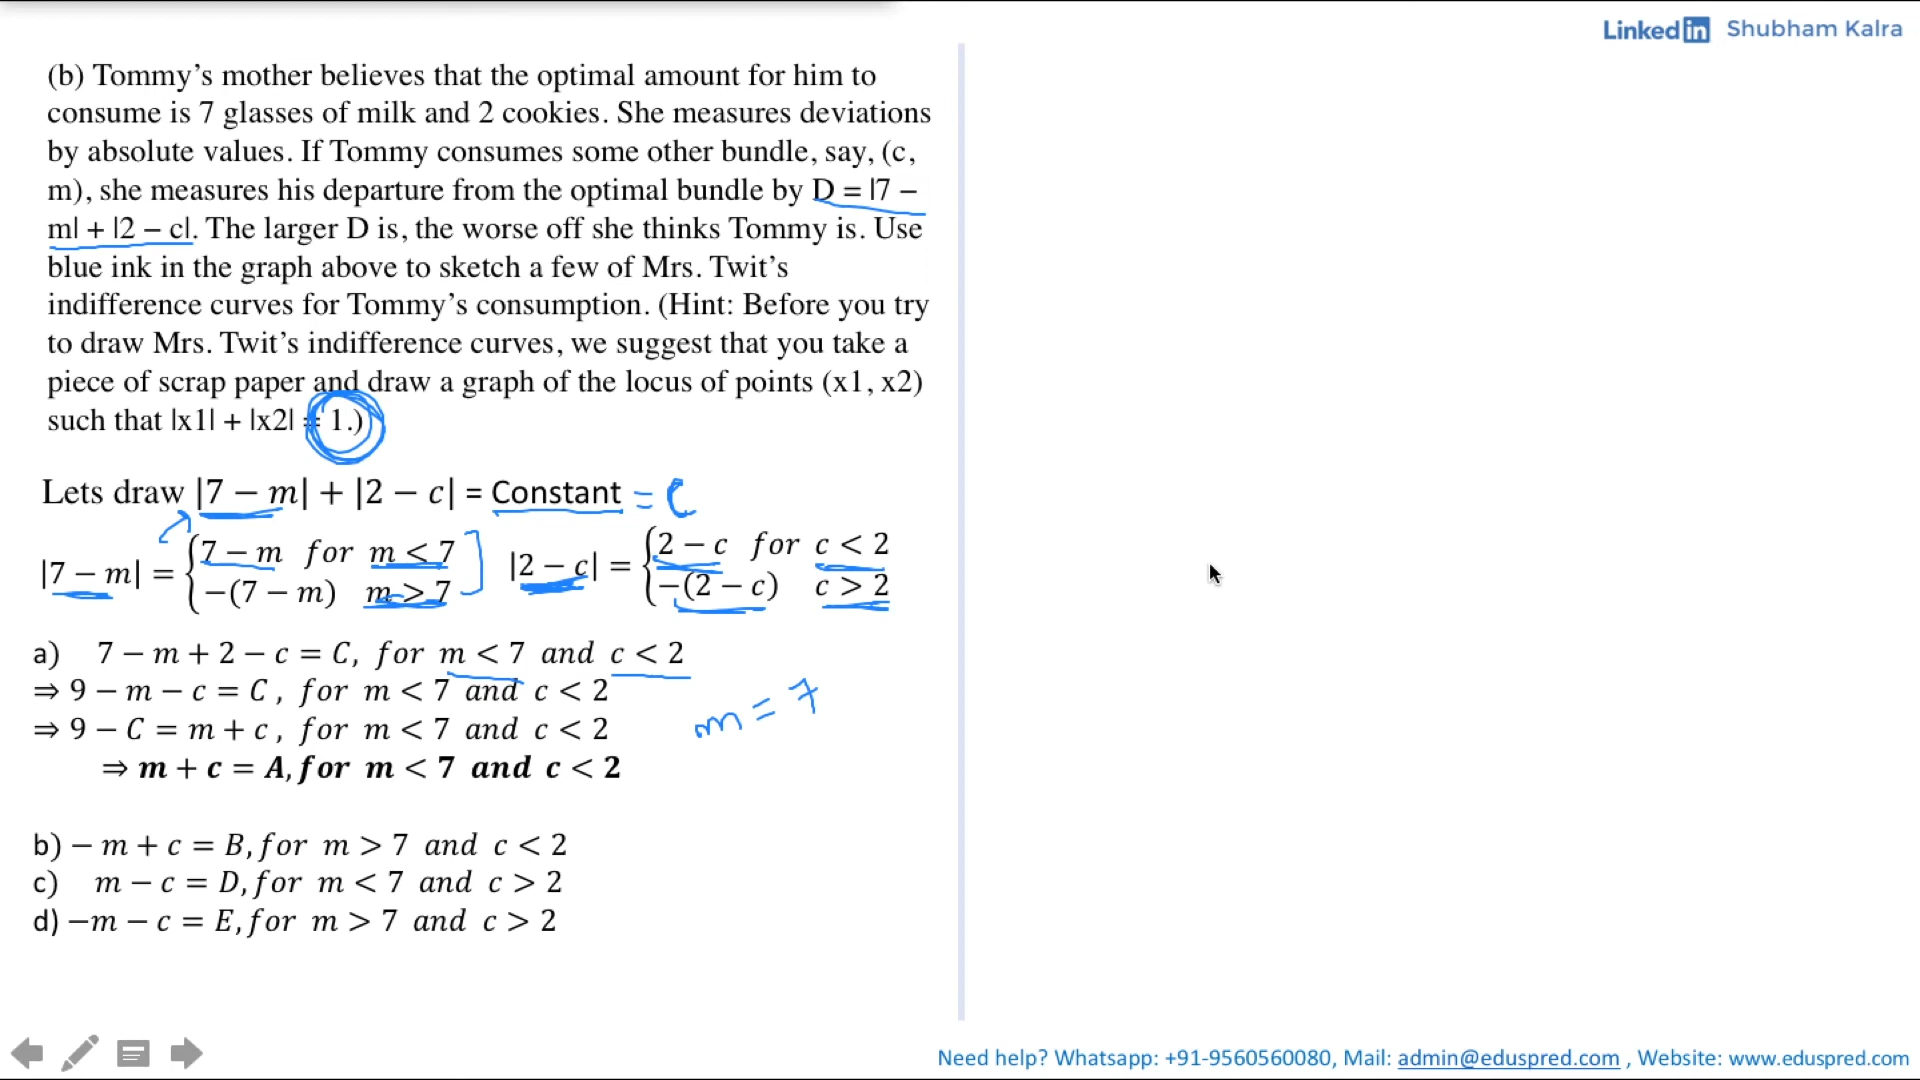 Linked in Shubham Kalra
(b) Tommy’s mother believes that the optimal amount for him to
consume is 7 glasses of milk and 2 cookies. She measures deviations
by absolute values. If Tommy consumes some other bundle, say, (c,
m), she measures his departure from the optimal bundle by D = |7 –
m| + |2 – c|. The larger D is, the worse off she thinks Tommy is. Use
blue ink in the graph above to sketch a few of Mrs. Twit’s
indifference curves for Tommy’s consumption. (Hint: Before you try
to draw Mrs. Twit’s indifference curves, we suggest that you take a
piece of scrap paper and draw a graph of the locus of points (x1, x2)
such that |x1| + |x2| = 1.)
Lets draw |7 − m| + |2 − c| = Constant = C
|7 − m| = { 7 − m for m < 7
−(7 − m) m > 7
|2 − c| = { 2 − c for c < 2
−(2 − c) c > 2
a) 7 − m + 2 − c = C, for m < 7 and c < 2
⇒ 9 − m − c = C , for m < 7 and c < 2
⇒ 9 − C = m + c , for m < 7 and c < 2
⇒ m + c = A, for m < 7 and c < 2
m = 7
b) − m + c = B, for m > 7 and c < 2
c) m − c = D, for m < 7 and c > 2
d) −m − c = E, for m > 7 and c > 2
Need help? Whatsapp: +91-9560560080, Mail: admin@eduspred.com , Website: www.eduspred.com